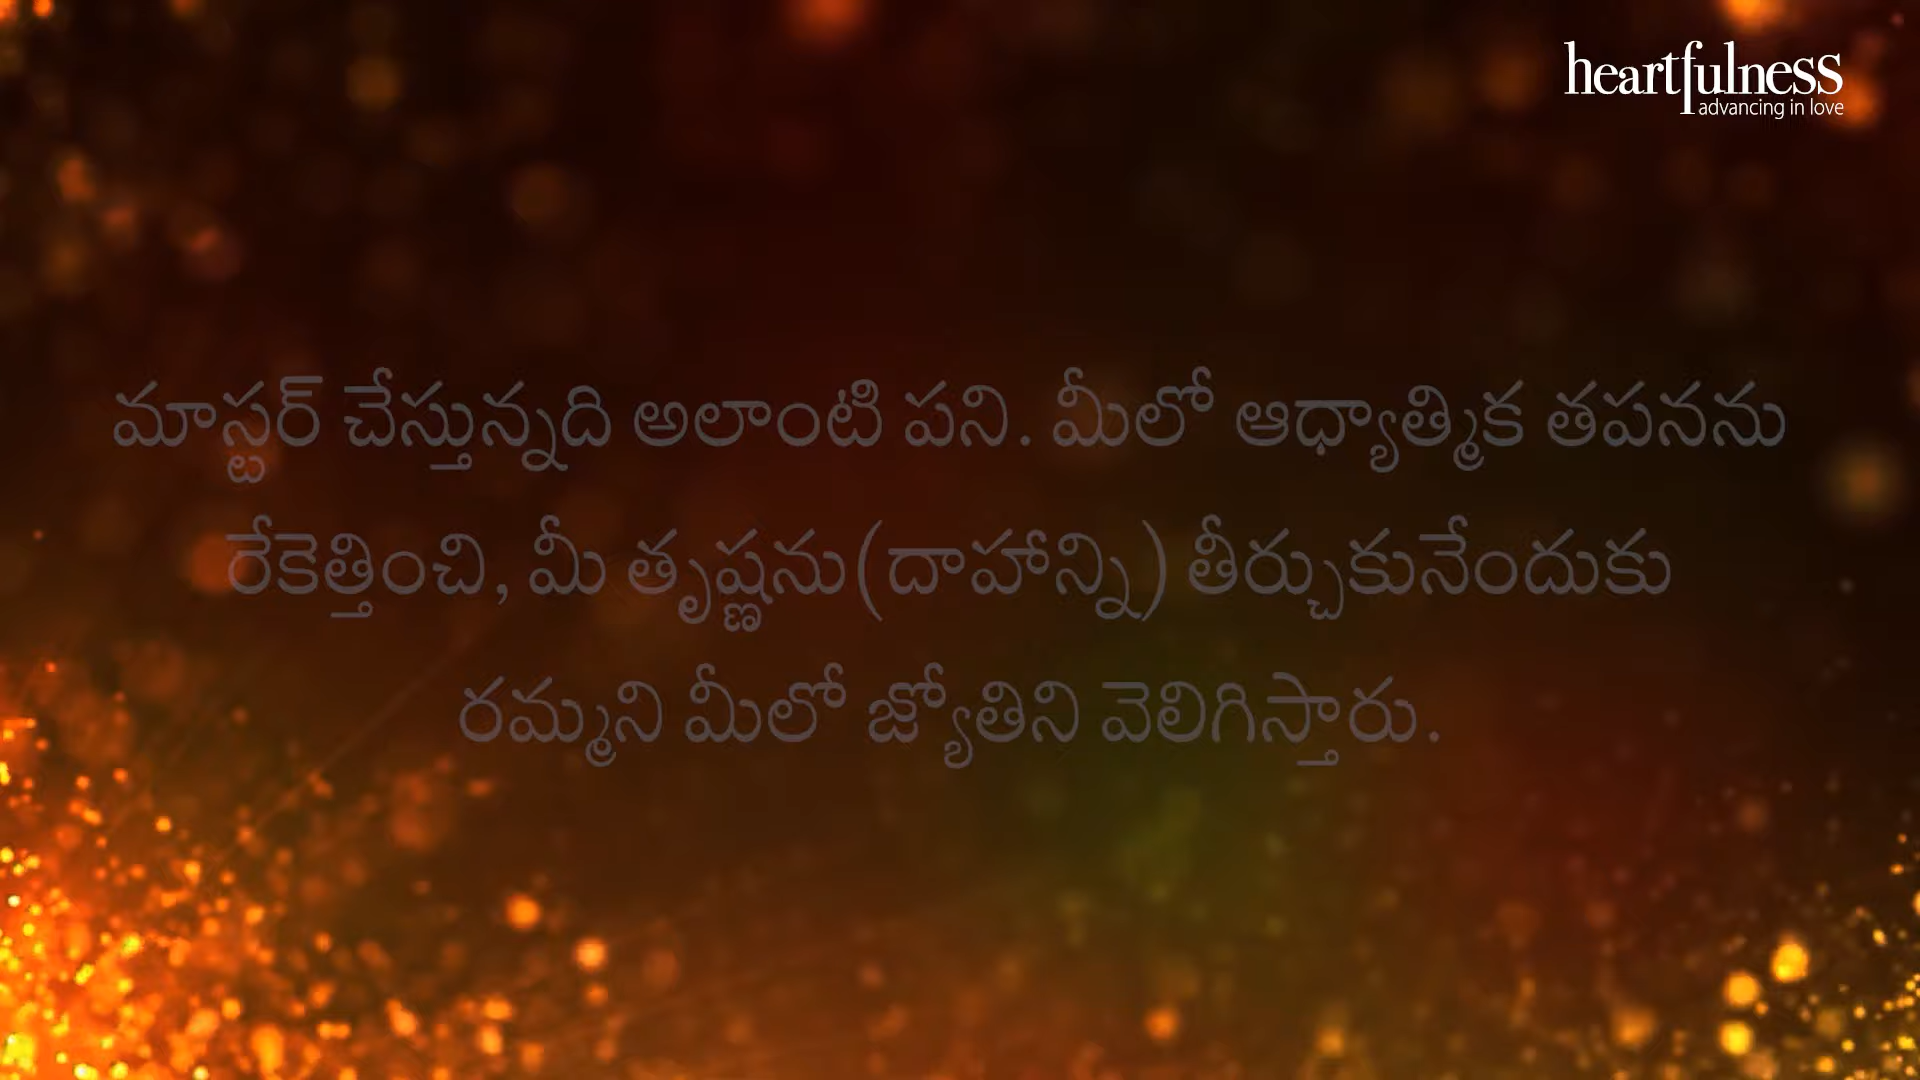 heartfulness
advancing in love
మాస్టర్ చేస్తున్నది అలాంటి పని. మీలో ఆధ్యాత్మిక తపనను
రేకెత్తించి, మీ తృష్ణను(దాహాన్ని) తీర్చుకునేందుకు
రమ్మని మీలో జ్యోతిని వెలిగిస్తారు.